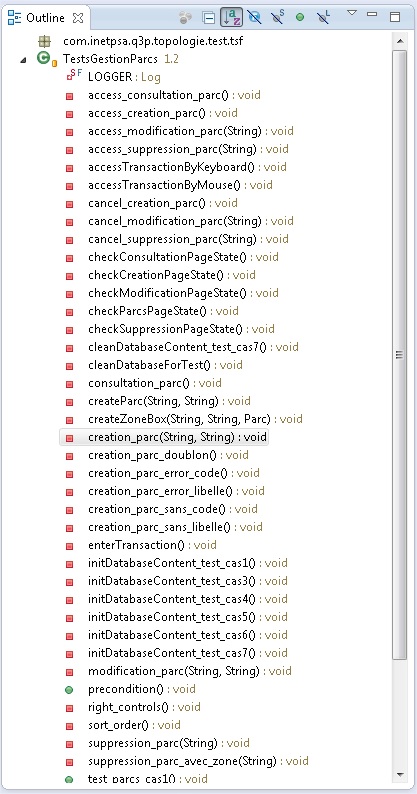 Outline
com.inetpsa.q3p.topologie.test.tsf
TestsGestionParcs 1.2
LOGGER : Log
access_consultation_parc() : void
access_creation_parc() : void
access_modification_parc(String) : void
access_suppression_parc(String) : void
accessTransactionByKeyboard() : void
accessTransactionByMouse() : void
cancel_creation_parc() : void
cancel_modification_parc(String) : void
cancel_suppression_parc(String) : void
checkConsultationPageState() : void
checkCreationPageState() : void
checkModificationPageState() : void
checkParcsPageState() : void
checkSuppressionPageState() : void
cleanDatabaseContent_test_cas7() : void
cleanDatabaseForTest() : void
consultation_parc() : void
createParc(String, String) : void
createZoneBox(String, String, Parc) : void
creation_parc(String, String) : void
creation_parc_doublon() : void
creation_parc_error_code() : void
creation_parc_error_libelle() : void
creation_parc_sans_code() : void
creation_parc_sans_libelle() : void
enterTransaction() : void
initDatabaseContent_test_cas1() : void
initDatabaseContent_test_cas3() : void
initDatabaseContent_test_cas4() : void
initDatabaseContent_test_cas5() : void
initDatabaseContent_test_cas6() : void
initDatabaseContent_test_cas7() : void
modification_parc(String, String) : void
precondition() : void
right_controls() : void
sort_order() : void
suppression_parc(String) : void
suppression_parc_avec_zone(String) : void
test_parcs_cas1() : void